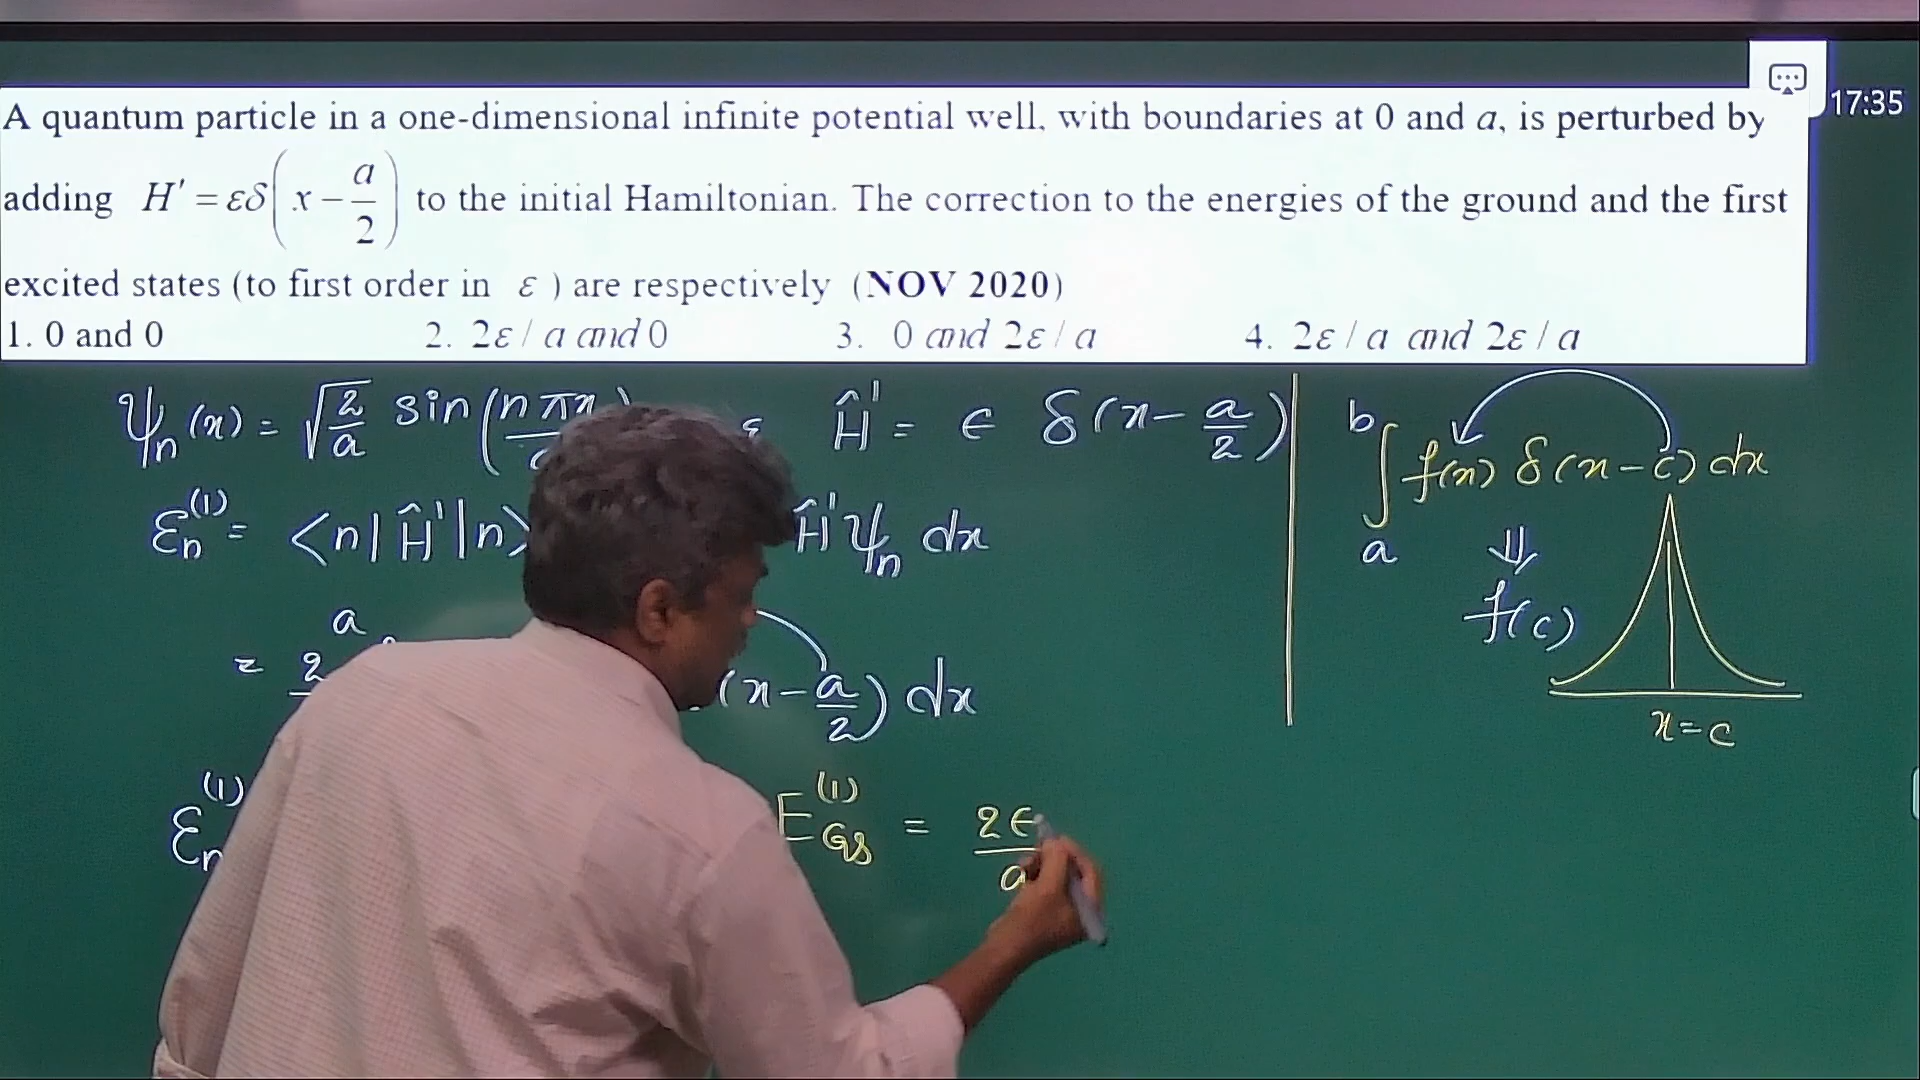 17:35
A quantum particle in a one-dimensional infinite potential well, with boundaries at 0 and a, is perturbed by
adding H' = εδ(x − a/2) to the initial Hamiltonian. The correction to the energies of the ground and the first
excited states (to first order in ε ) are respectively (NOV 2020)
1. 0 and 0 2. 2ε / a and 0 3. 0 and 2ε / a 4. 2ε / a and 2ε / a
ψn(x) = √(2/a) sin(nπx Ĥ' = ε δ(x − a/2)
εn^(1) = <n|Ĥ'|n> Ĥ'ψn dx
= 2 a (x − a/2) dx
εn^(1) E_GS^(1) = 2ε/a
b ∫ a f(x) δ(x − c) dx
⇓
f(c)
x = c